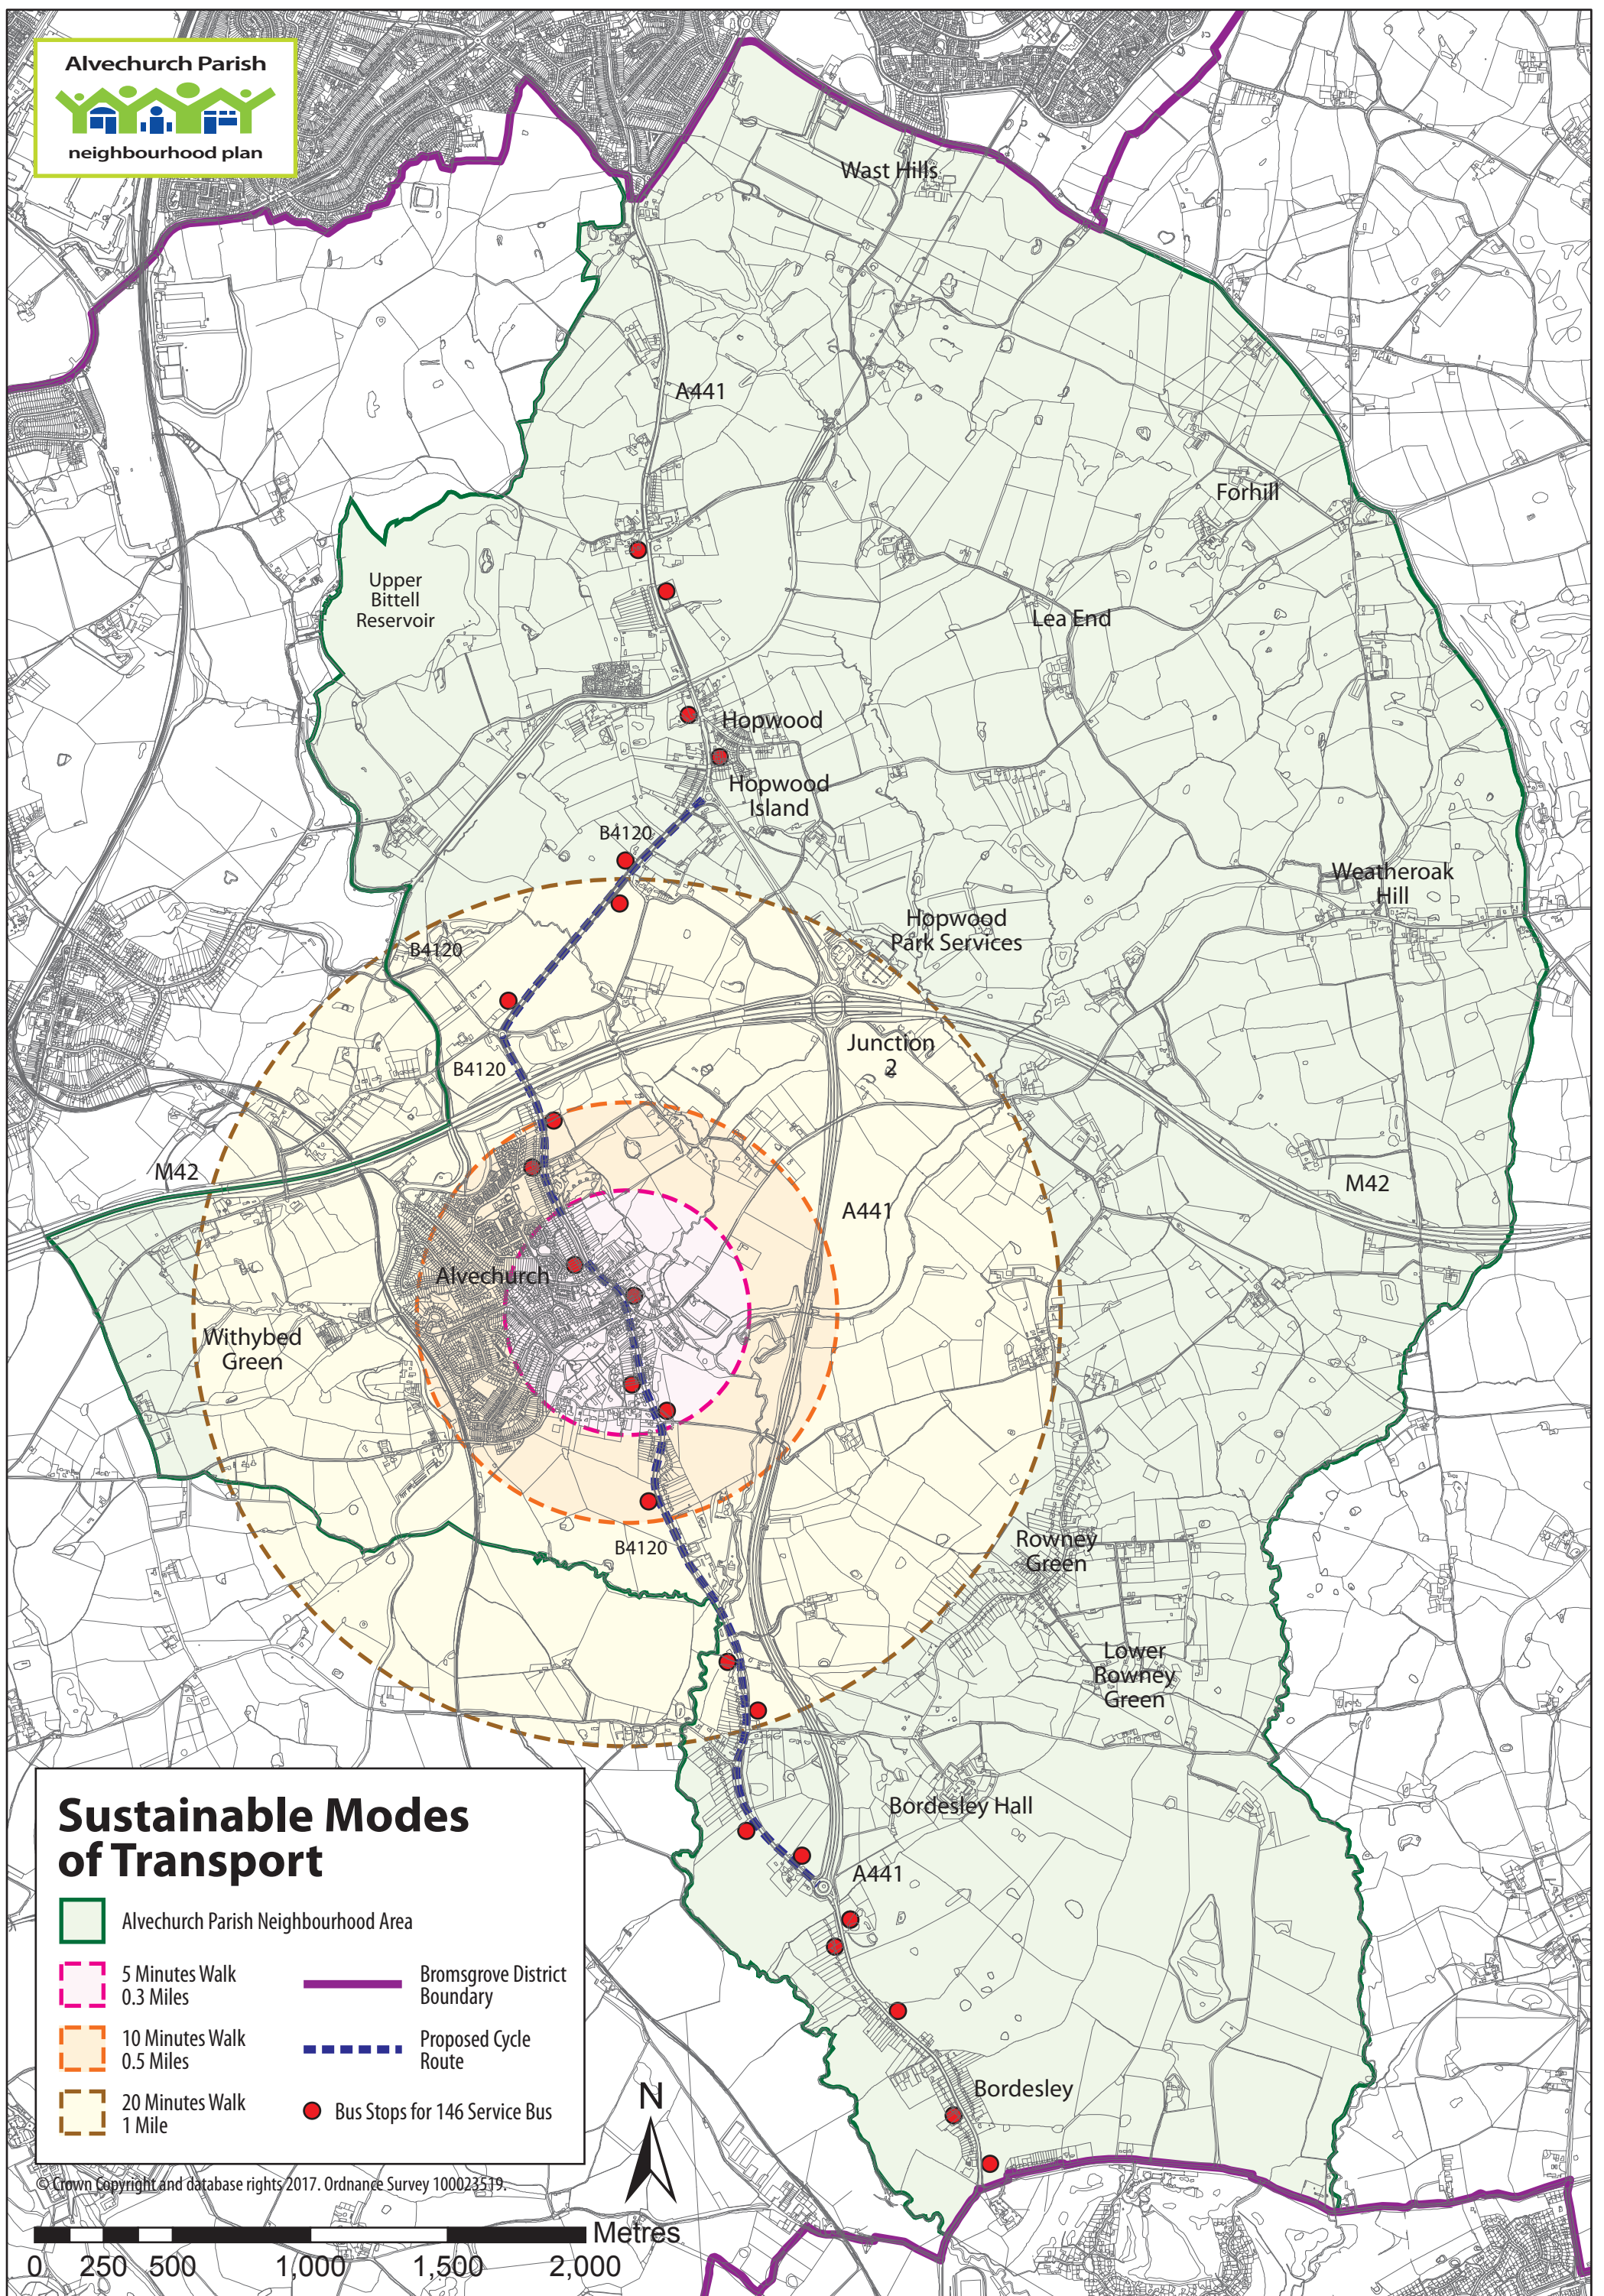 Alvechurch Parish
neighbourhood plan
Wast Hills
A441
Forhill
Upper
Bittell
Reservoir
Lea End
Hopwood
Hopwood
Island
B4120
Weatheroak
Hill
Hopwood
Park Services
B4120
Junction
2
B4120
M42
M42
A441
Alvechurch
Withybed
Green
Rowney
Green
B4120
Lower
Rowney
Green
Bordesley Hall
A441
Bordesley
Sustainable Modes
of Transport
Alvechurch Parish Neighbourhood Area
5 Minutes Walk
0.3 Miles
Bromsgrove District
Boundary
10 Minutes Walk
0.5 Miles
Proposed Cycle
Route
20 Minutes Walk
1 Mile
Bus Stops for 146 Service Bus
N
© Crown Copyright and database rights 2017. Ordnance Survey 100023519.
Metres
0 250 500 1,000 1,500 2,000